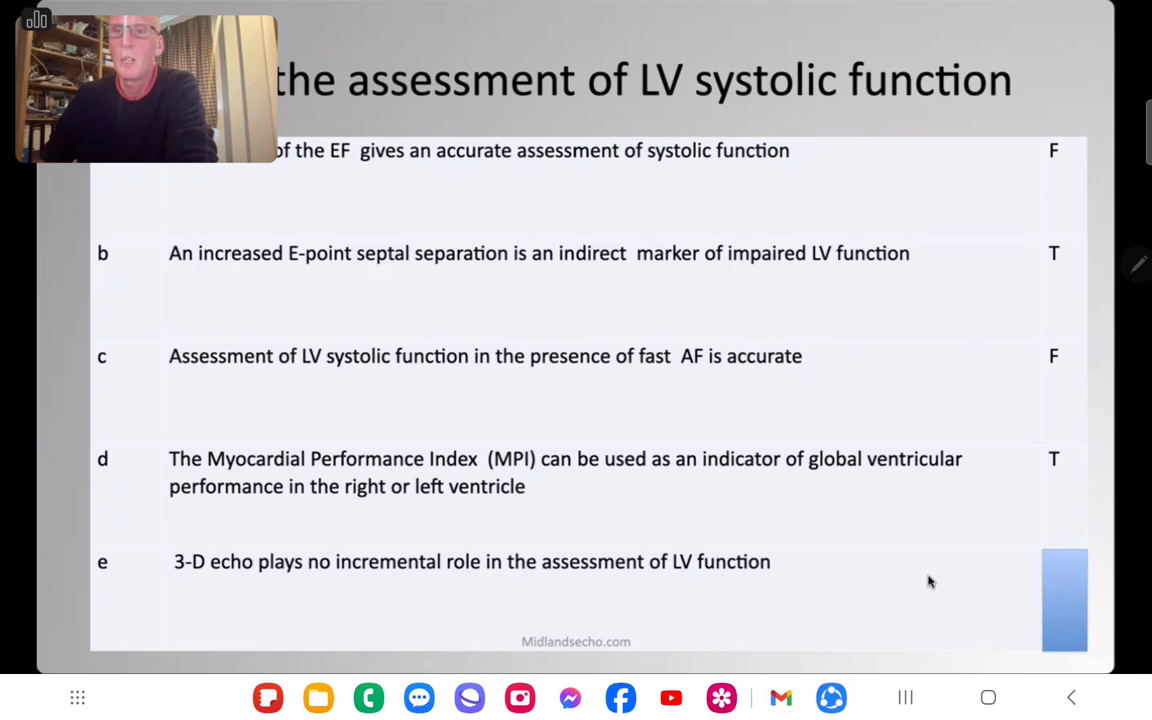 the assessment of LV systolic function
of the EF gives an accurate assessment of systolic function F
b An increased E-point septal separation is an indirect marker of impaired LV function T
c Assessment of LV systolic function in the presence of fast AF is accurate F
d The Myocardial Performance Index (MPI) can be used as an indicator of global ventricular T
performance in the right or left ventricle
e 3-D echo plays no incremental role in the assessment of LV function
Midlandsecho.com